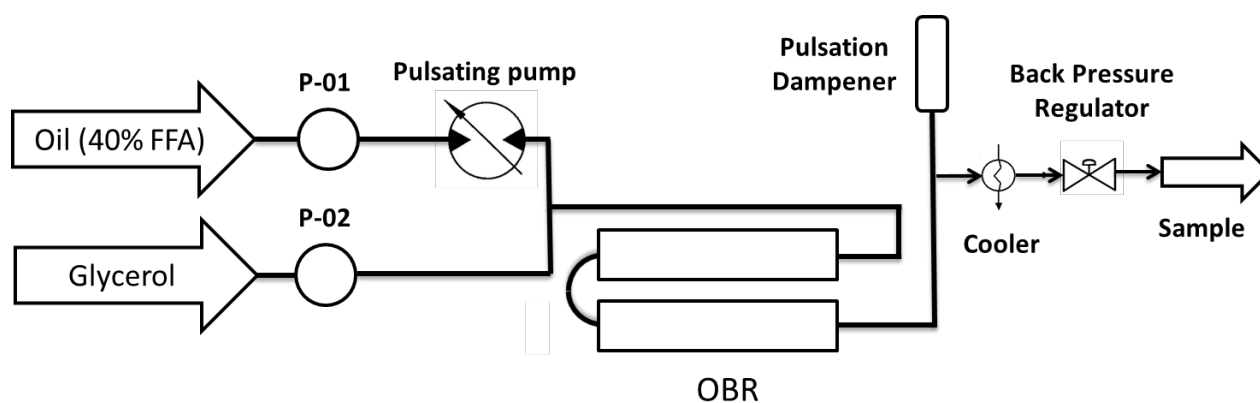 P-01
Pulsating pump
Oil (40% FFA)
Pulsation
Dampener
Back Pressure
Regulator
P-02
Glycerol
Cooler
Sample
OBR